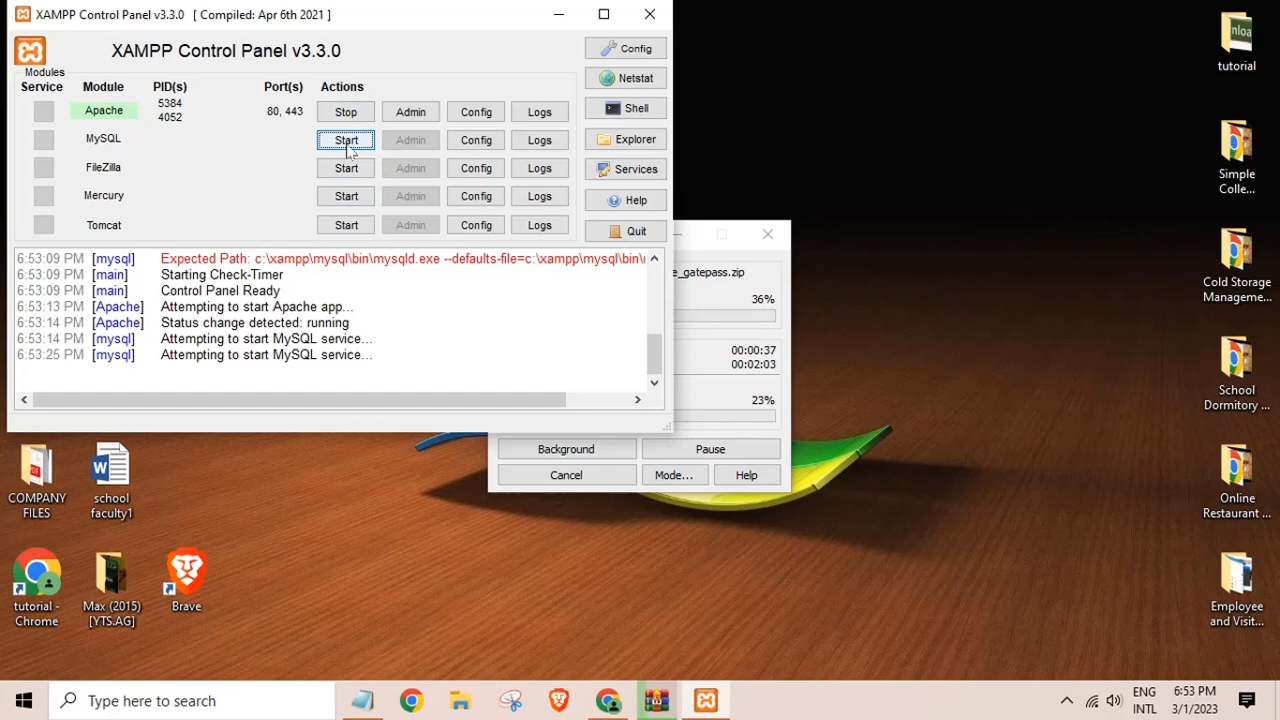 XAMPP Control Panel v3.3.0 [ Compiled: Apr 6th 2021 ]
XAMPP Control Panel v3.3.0
Config
Modules
Service Module PID(s) Port(s) Actions
Netstat
Apache 5384 4052 80, 443 Stop Admin Config Logs
Shell
MySQL Start Admin Config Logs
Explorer
FileZilla Start Admin Config Logs
Services
Mercury Start Admin Config Logs
Help
Tomcat Start Admin Config Logs
Quit
6:53:09 PM [mysql] Expected Path: c:\xampp\mysql\bin\mysqld.exe --defaults-file=c:\xampp\mysql\bin\
6:53:09 PM [main] Starting Check-Timer
6:53:09 PM [main] Control Panel Ready
6:53:13 PM [Apache] Attempting to start Apache app...
6:53:14 PM [Apache] Status change detected: running
6:53:14 PM [mysql] Attempting to start MySQL service...
6:53:25 PM [mysql] Attempting to start MySQL service...
e_gatepass.zip
36%
00:00:37
00:02:03
23%
Background Pause
Cancel Mode... Help
nloa
tutorial
Simple
Colle...
Cold Storage
Manageme...
School
Dormitory ...
Online
Restaurant ...
Employee
and Visit...
COMPANY
FILES
school
faculty1
tutorial -
Chrome
Max (2015)
[YTS.AG]
Brave
Type here to search
ENG
INTL
6:53 PM
3/1/2023